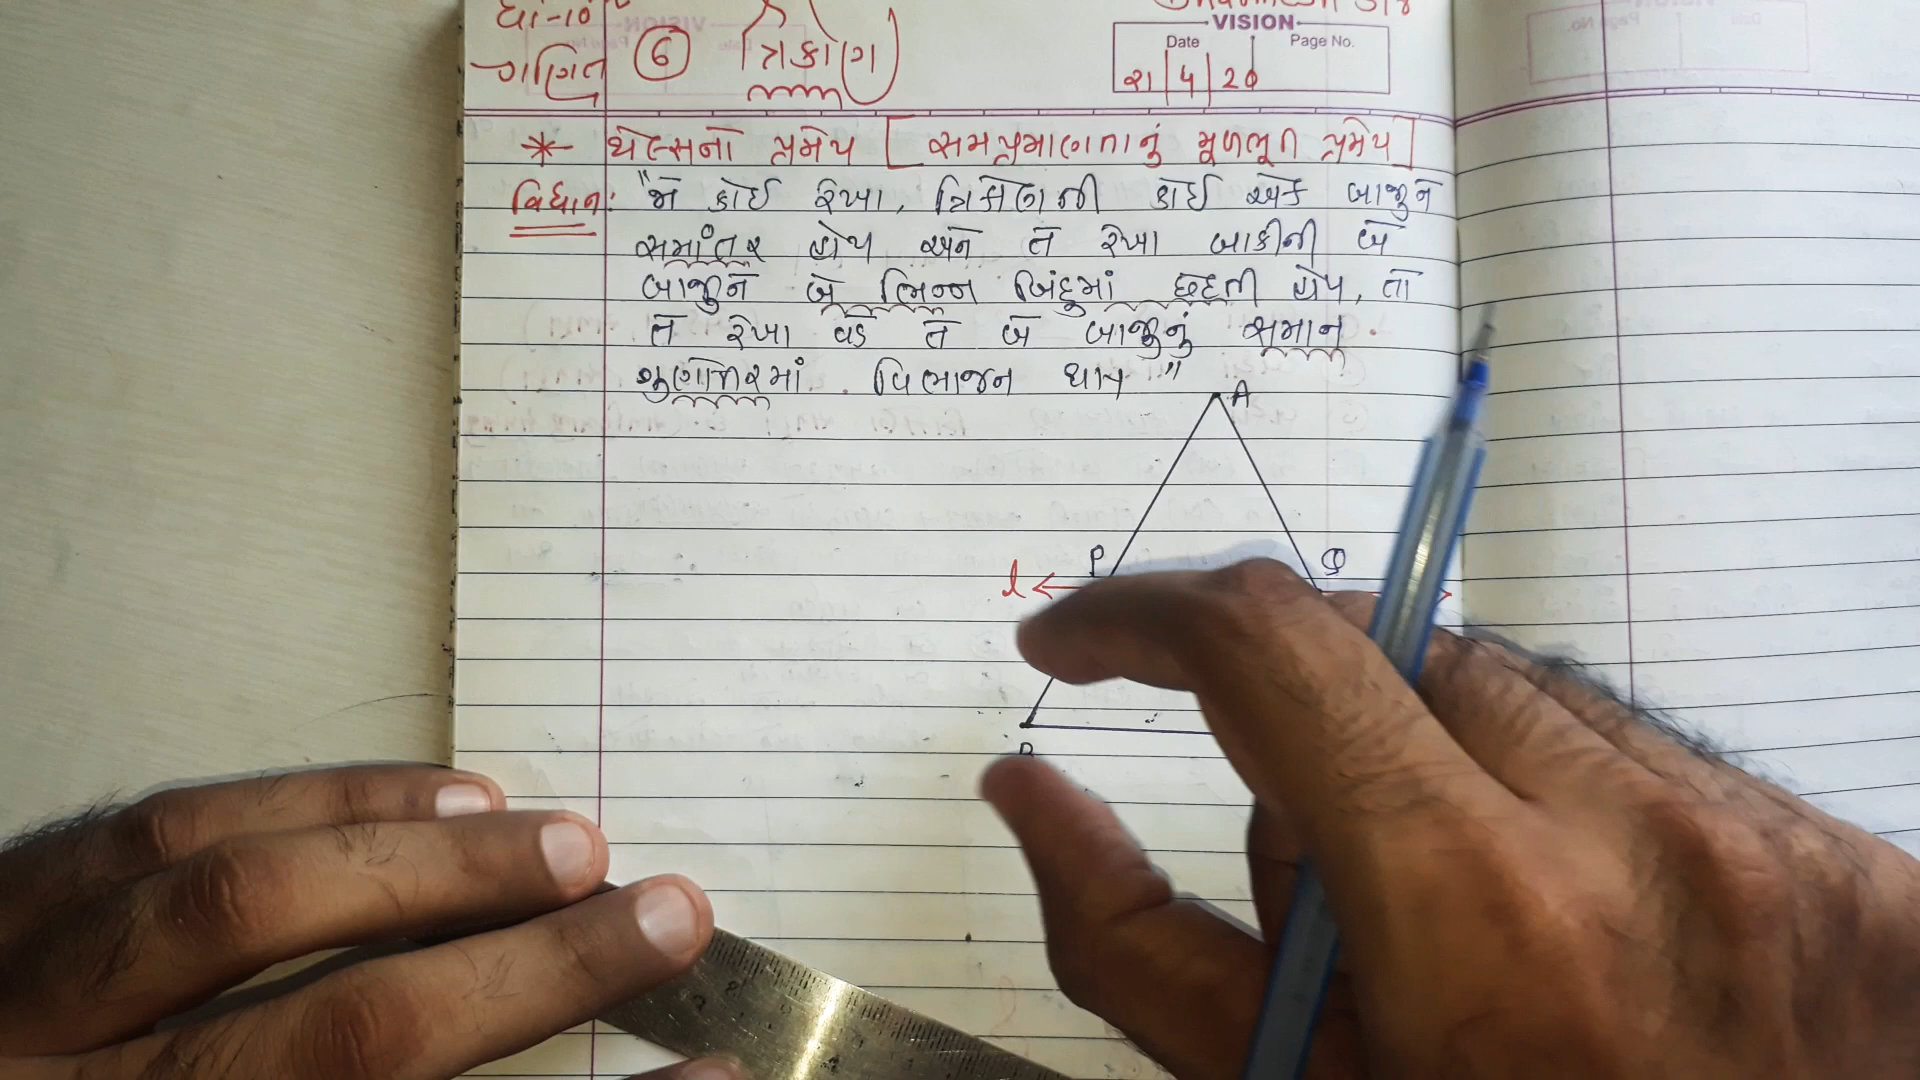 ધો-10
ગણિત ⑥ ત્રિકોણ
VISION
Date Page No.
21 | 4 | 20
* થેલ્સનો પ્રમેય [સમપ્રમાણતાનું મૂળભૂત પ્રમેય]
વિધાન: "જો કોઈ રેખા, ત્રિકોણની કોઈ એક બાજુને
સમાંતર હોય અને તે રેખા બાકીની બે
બાજુને બે ભિન્ન બિંદુમાં છેદતી હોય, તો
તે રેખા વડે તે બે બાજુનું સમાન
ગુણોત્તરમાં વિભાજન થાય"
A
P Q
l
B